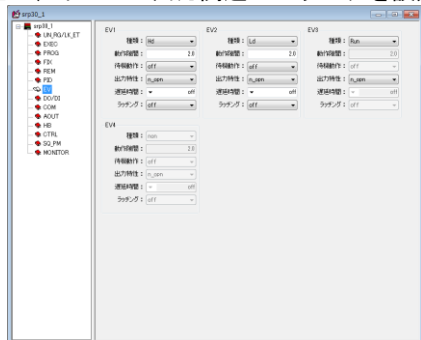 srp30_1
srp30_1
UN_RG/LK_ET
EXEC
PROG
FIX
REM
PID
EV
DO/DI
COM
AOUT
HB
CTRL
SQ_PM
MONITOR
EV1
種類： Hd
動作隙間： 2.0
待機動作： off
出力特性： n_opn
遅延時間： off
ラッチング： off
EV2
種類： Ld
動作隙間： 2.0
待機動作： off
出力特性： n_opn
遅延時間： off
ラッチング： off
EV3
種類： Run
動作隙間： 2.0
待機動作： off
出力特性： n_opn
遅延時間： off
ラッチング： off
EV4
種類： non
動作隙間： 2.0
待機動作： off
出力特性： n_opn
遅延時間： off
ラッチング： off